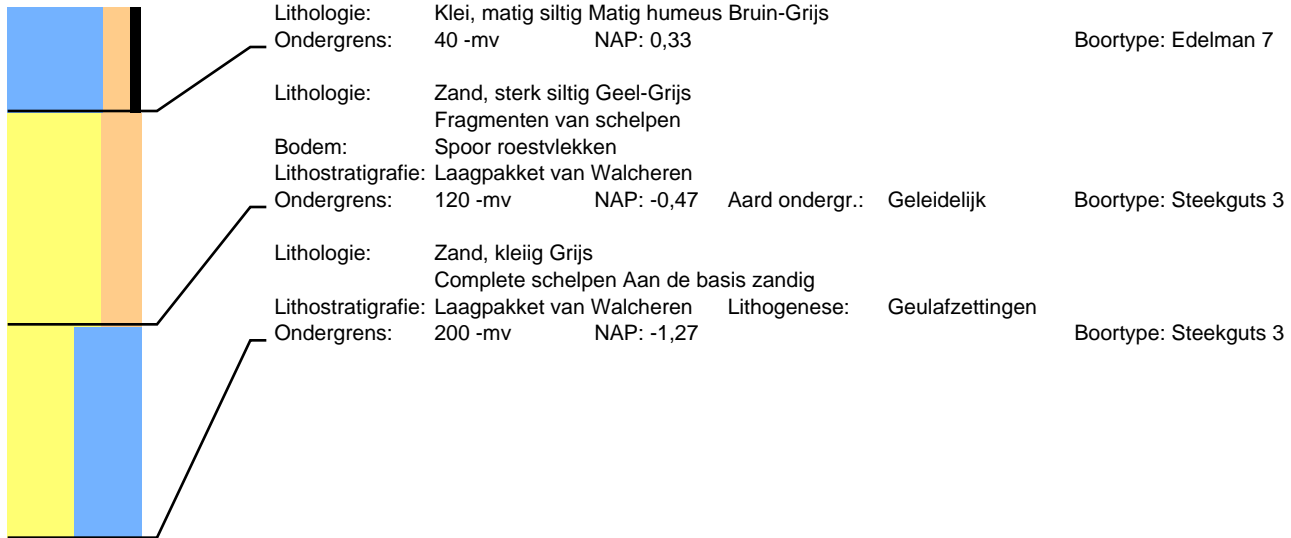 Lithologie: Klei, matig siltig Matig humeus Bruin-Grijs
Ondergrens: 40 -mv NAP: 0,33 Boortype: Edelman 7
Lithologie: Zand, sterk siltig Geel-Grijs
Fragmenten van schelpen
Bodem: Spoor roestvlekken
Lithostratigrafie: Laagpakket van Walcheren
Ondergrens: 120 -mv NAP: -0,47 Aard ondergr.: Geleidelijk Boortype: Steekguts 3
Lithologie: Zand, kleiig Grijs
Complete schelpen Aan de basis zandig
Lithostratigrafie: Laagpakket van Walcheren Lithogenese: Geulafzettingen
Ondergrens: 200 -mv NAP: -1,27 Boortype: Steekguts 3